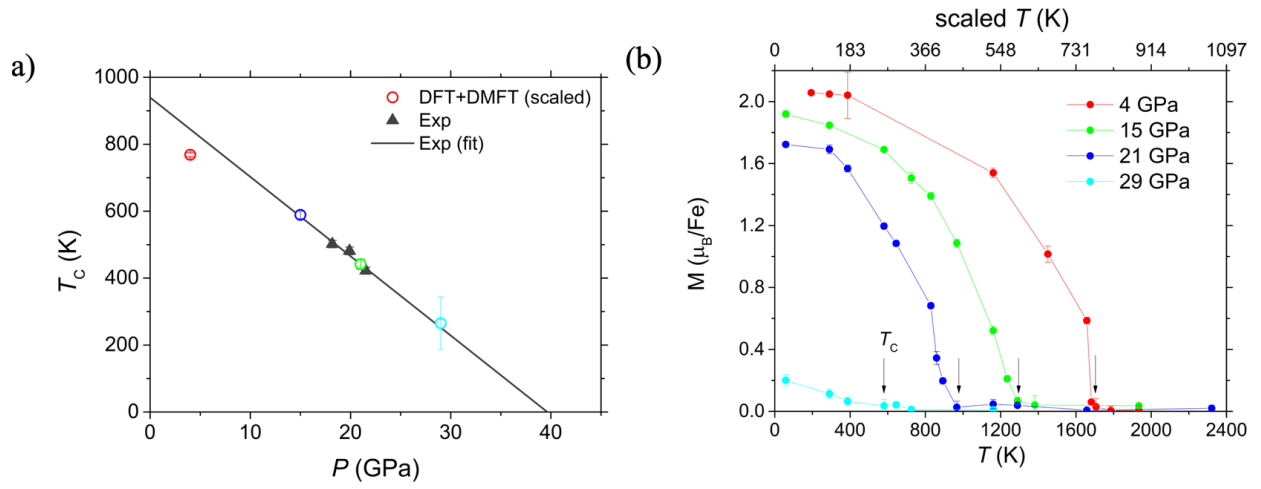 a)
1000
800
600
400
200
0
T_C (K)
0 10 20 30 40
P (GPa)
DFT+DMFT (scaled)
Exp
Exp (fit)
(b)
scaled T (K)
0 183 366 548 731 914 1097
2.0
1.6
1.2
0.8
0.4
0.0
M (μ_B/Fe)
4 GPa
15 GPa
21 GPa
29 GPa
T_C
0 400 800 1200 1600 2000 2400
T (K)